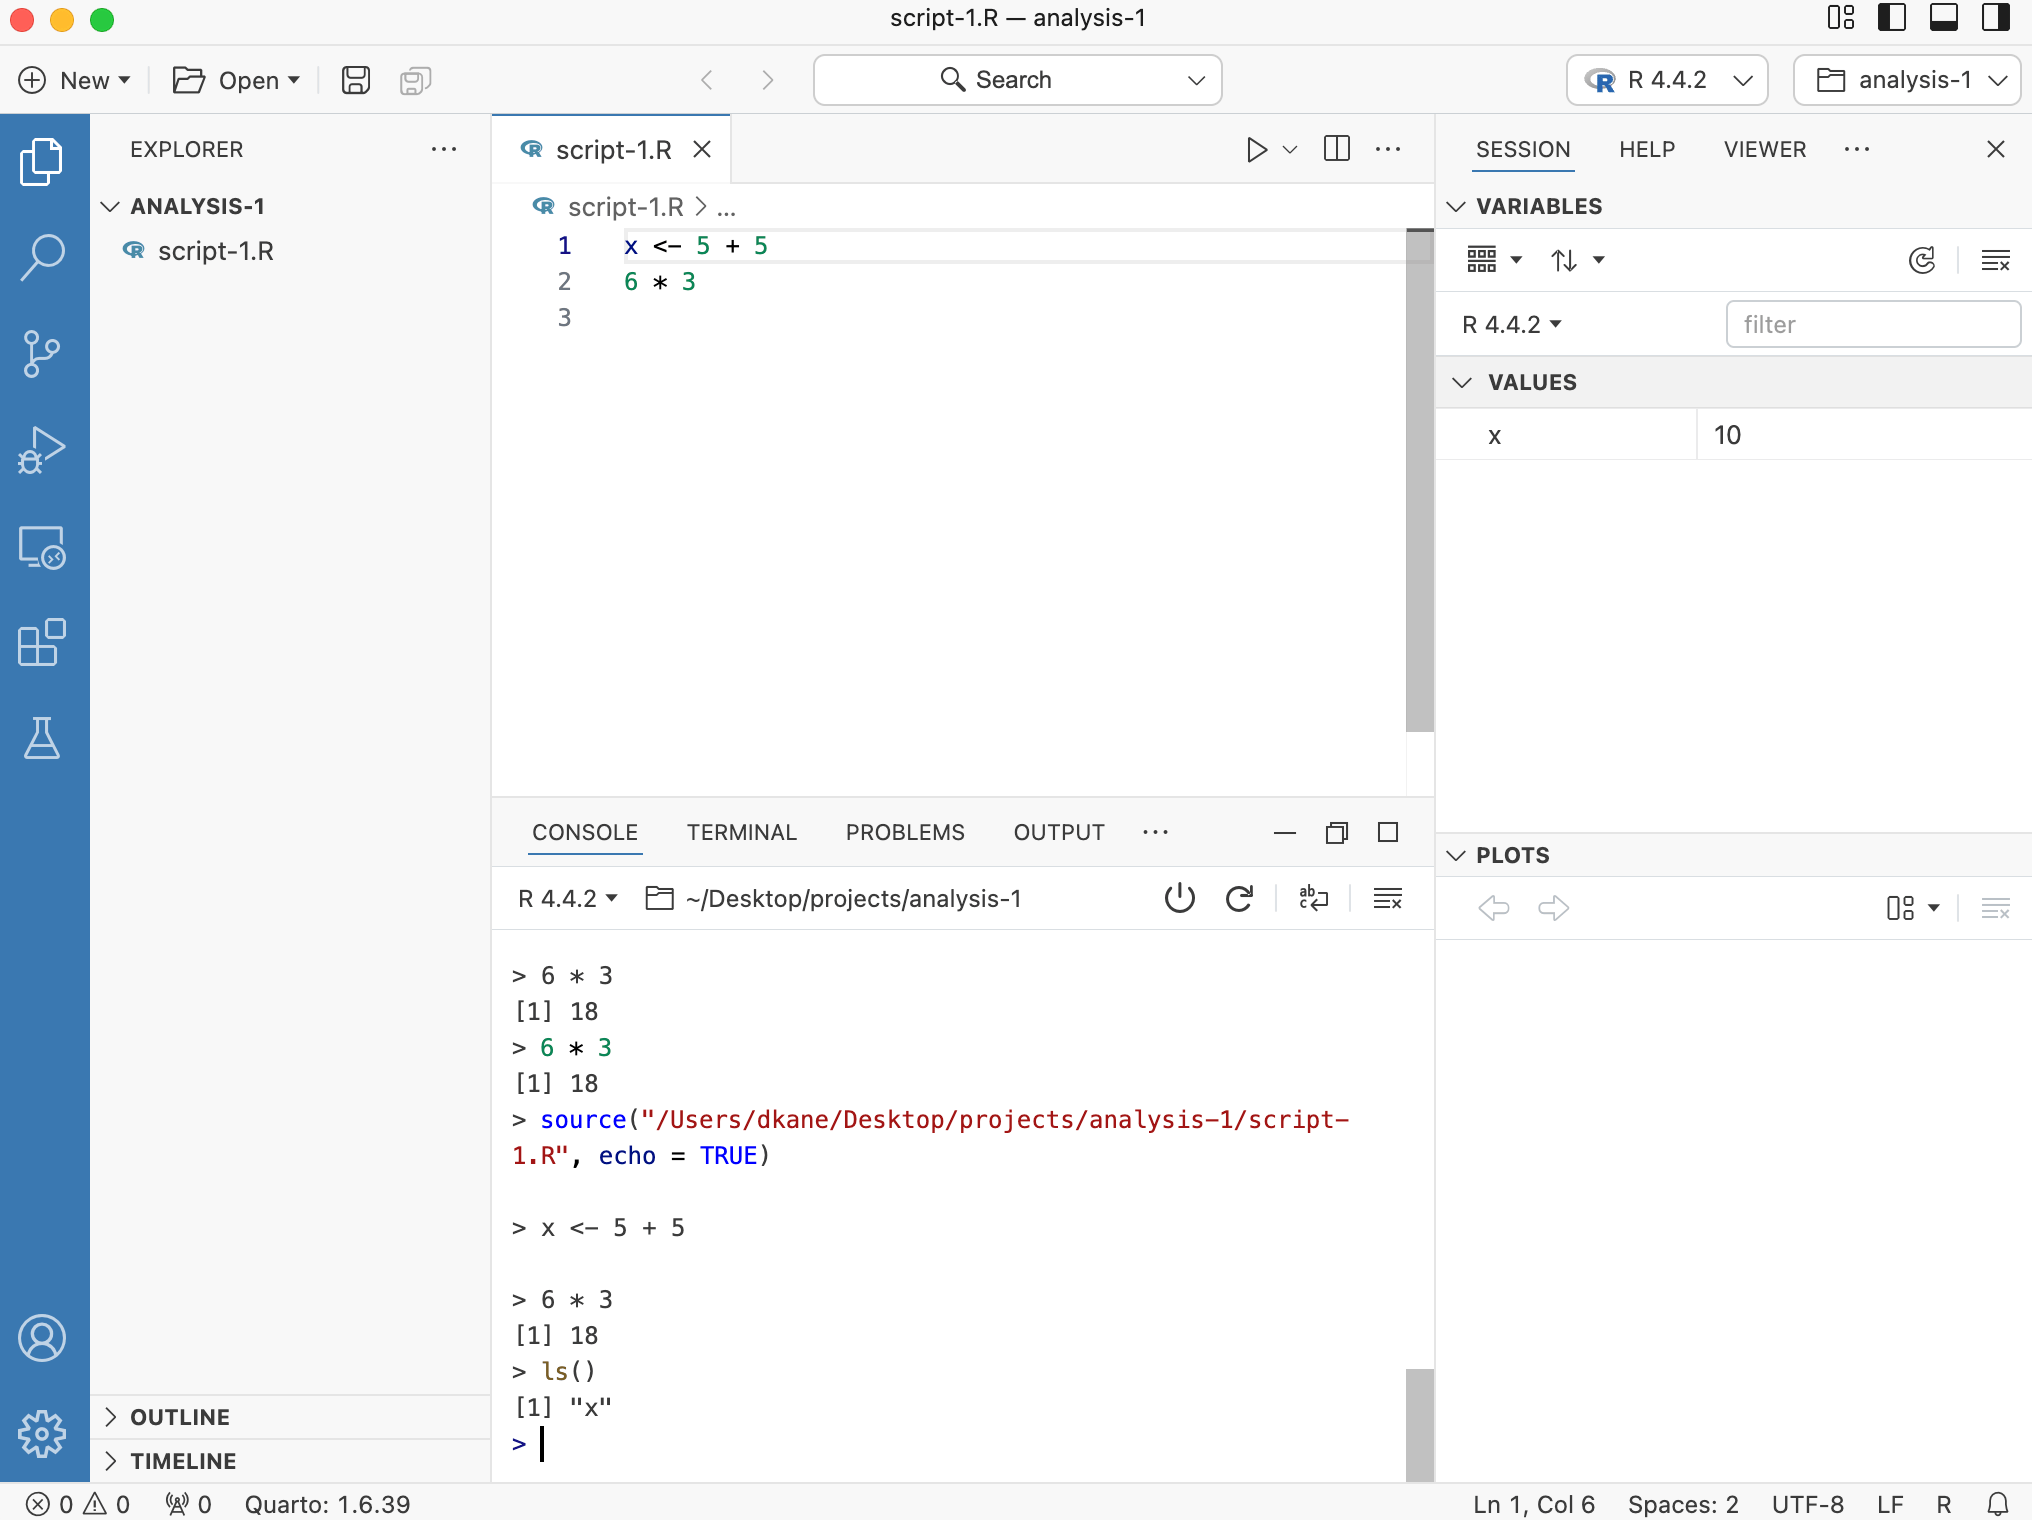 script-1.R — analysis-1
New
Open
Search
R 4.4.2
analysis-1
EXPLORER
ANALYSIS-1
script-1.R
script-1.R
script-1.R > ...
1 x <- 5 + 5
2 6 * 3
3
SESSION HELP VIEWER
VARIABLES
R 4.4.2
filter
VALUES
x 10
PLOTS
CONSOLE TERMINAL PROBLEMS OUTPUT
R 4.4.2 ~/Desktop/projects/analysis-1
> 6 * 3
[1] 18
> 6 * 3
[1] 18
> source("/Users/dkane/Desktop/projects/analysis-1/script-
1.R", echo = TRUE)
> x <- 5 + 5
> 6 * 3
[1] 18
> ls()
[1] "x"
>
OUTLINE
TIMELINE
0 0 0 Quarto: 1.6.39
Ln 1, Col 6 Spaces: 2 UTF-8 LF R